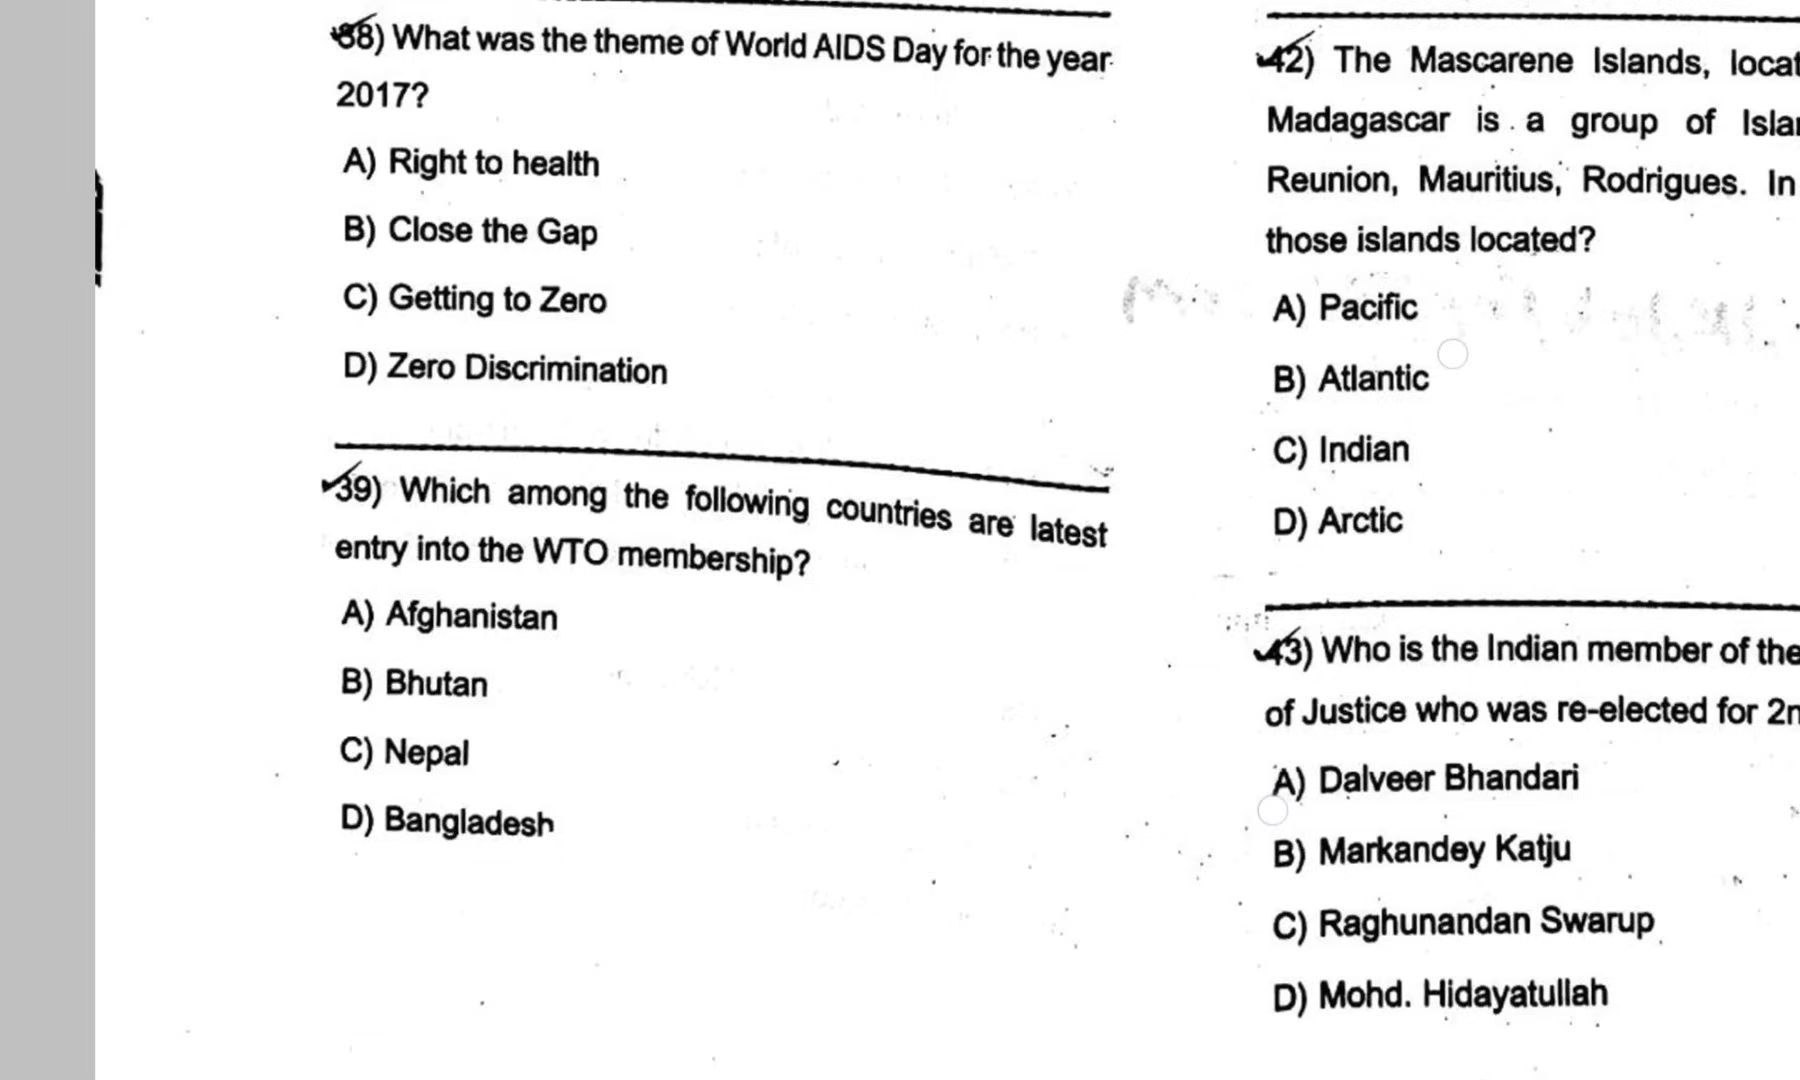 38) What was the theme of World AIDS Day for the year
2017?
A) Right to health
B) Close the Gap
C) Getting to Zero
D) Zero Discrimination
39) Which among the following countries are latest
entry into the WTO membership?
A) Afghanistan
B) Bhutan
C) Nepal
D) Bangladesh
42) The Mascarene Islands, locat
Madagascar is a group of Isla
Reunion, Mauritius, Rodrigues. In
those islands located?
A) Pacific
B) Atlantic
C) Indian
D) Arctic
43) Who is the Indian member of the
of Justice who was re-elected for 2n
A) Dalveer Bhandari
B) Markandey Katju
C) Raghunandan Swarup
D) Mohd. Hidayatullah